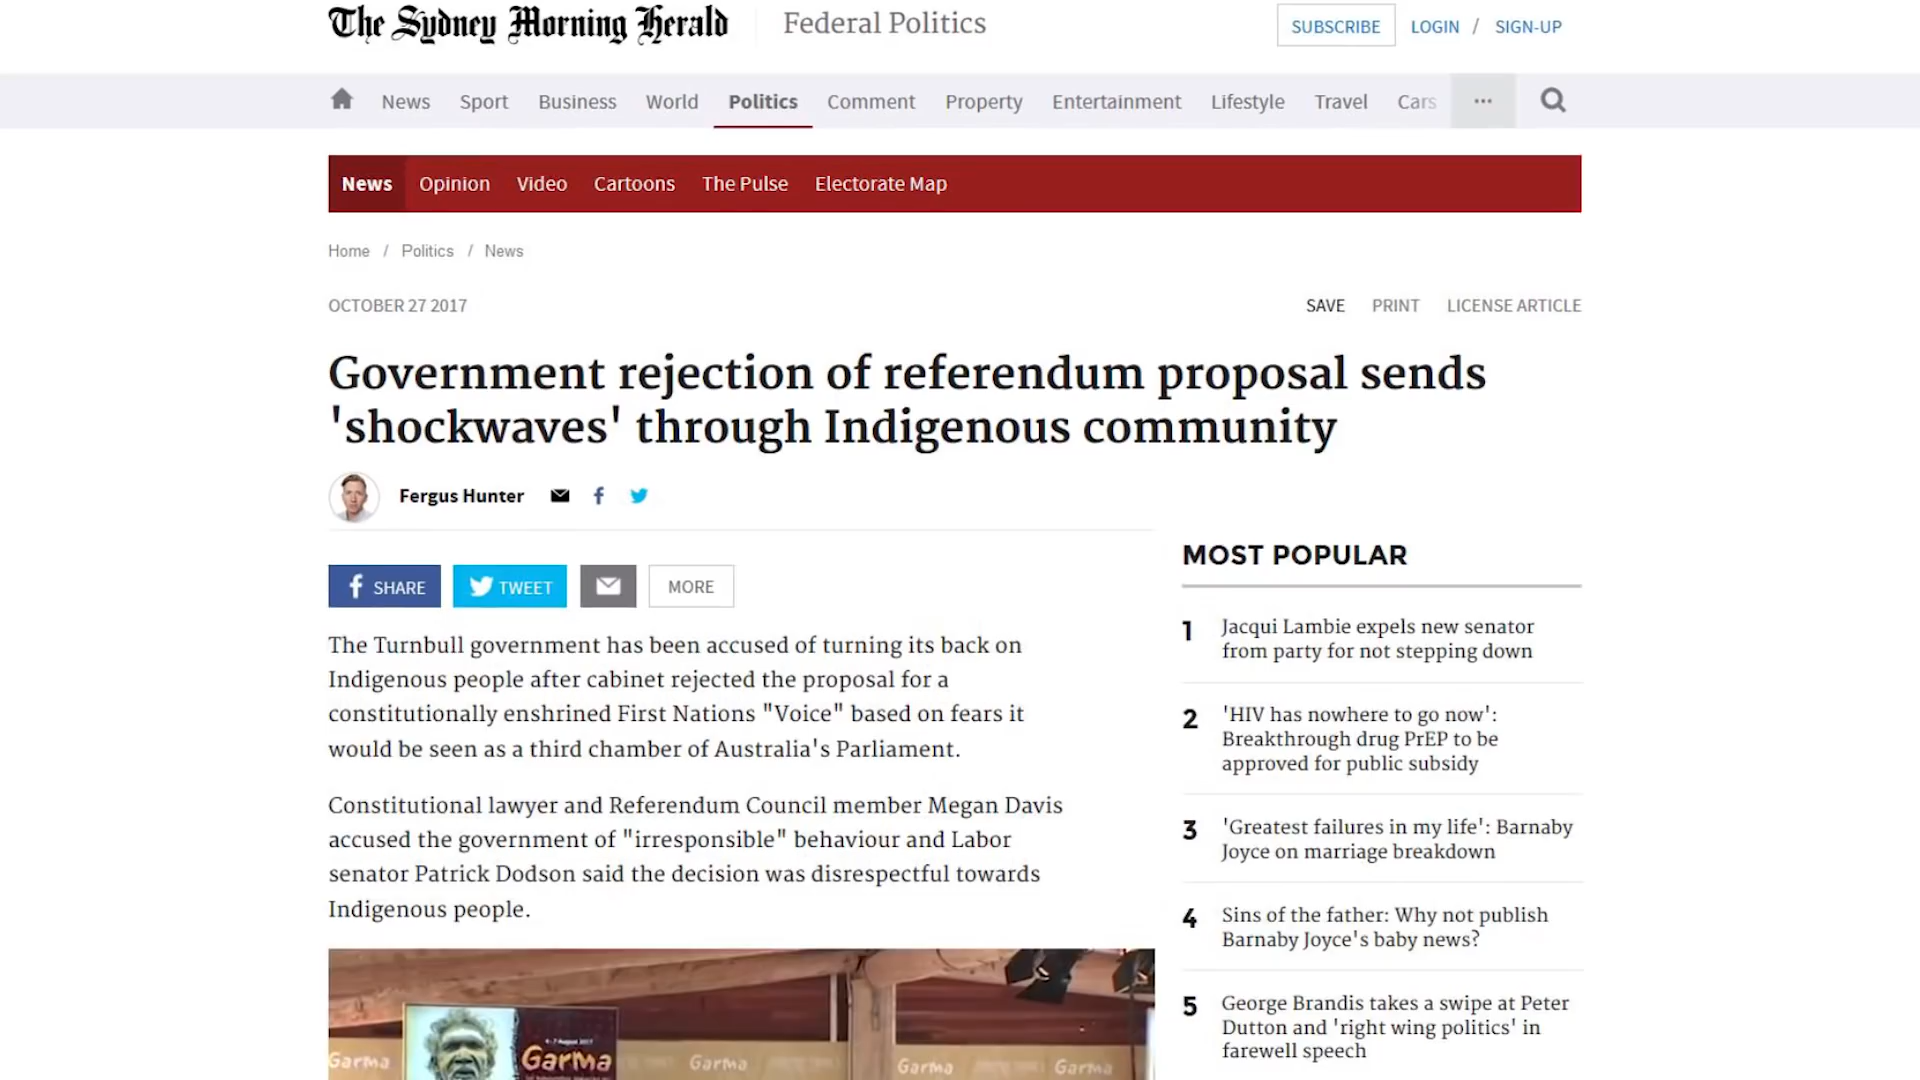 The Sydney Morning Herald
Federal Politics
SUBSCRIBE LOGIN / SIGN-UP
News Sport Business World Politics Comment Property Entertainment Lifestyle Travel Cars ...
News Opinion Video Cartoons The Pulse Electorate Map
Home / Politics / News
OCTOBER 27 2017
SAVE PRINT LICENSE ARTICLE
Government rejection of referendum proposal sends
'shockwaves' through Indigenous community
Fergus Hunter
SHARE TWEET MORE
The Turnbull government has been accused of turning its back on
Indigenous people after cabinet rejected the proposal for a
constitutionally enshrined First Nations "Voice" based on fears it
would be seen as a third chamber of Australia's Parliament.
Constitutional lawyer and Referendum Council member Megan Davis
accused the government of "irresponsible" behaviour and Labor
senator Patrick Dodson said the decision was disrespectful towards
Indigenous people.
MOST POPULAR
1 Jacqui Lambie expels new senator
from party for not stepping down
2 'HIV has nowhere to go now':
Breakthrough drug PrEP to be
approved for public subsidy
3 'Greatest failures in my life': Barnaby
Joyce on marriage breakdown
4 Sins of the father: Why not publish
Barnaby Joyce's baby news?
5 George Brandis takes a swipe at Peter
Dutton and 'right wing politics' in
farewell speech
4-7 August 2017
Garma
Garma
Garma
Garma
Garma